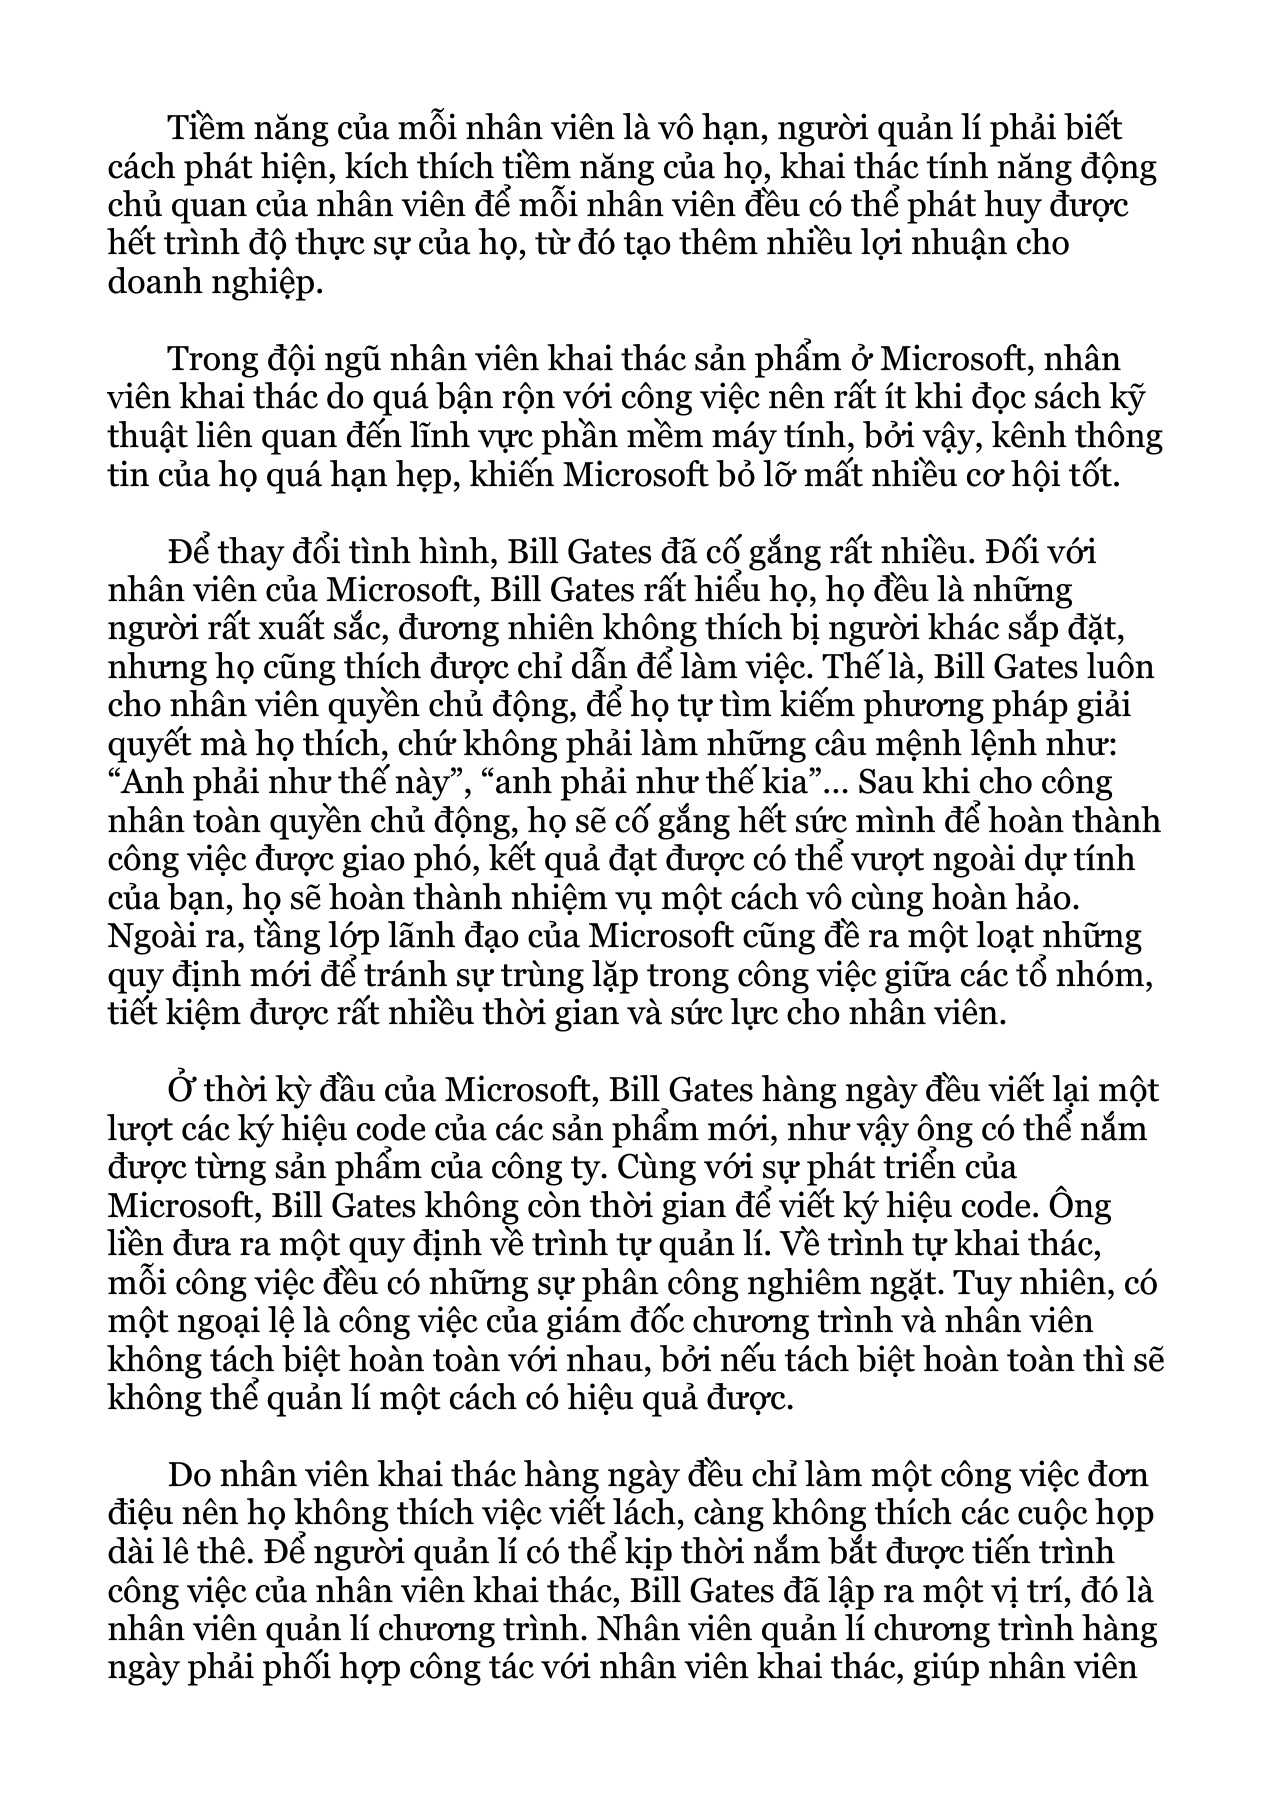 Tiềm năng của mỗi nhân viên là vô hạn, người quản lí phải biết
cách phát hiện, kích thích tiềm năng của họ, khai thác tính năng động
chủ quan của nhân viên để mỗi nhân viên đều có thể phát huy được
hết trình độ thực sự của họ, từ đó tạo thêm nhiều lợi nhuận cho
doanh nghiệp.
Trong đội ngũ nhân viên khai thác sản phẩm ở Microsoft, nhân
viên khai thác do quá bận rộn với công việc nên rất ít khi đọc sách kỹ
thuật liên quan đến lĩnh vực phần mềm máy tính, bởi vậy, kênh thông
tin của họ quá hạn hẹp, khiến Microsoft bỏ lỡ mất nhiều cơ hội tốt.
Để thay đổi tình hình, Bill Gates đã cố gắng rất nhiều. Đối với
nhân viên của Microsoft, Bill Gates rất hiểu họ, họ đều là những
người rất xuất sắc, đương nhiên không thích bị người khác sắp đặt,
nhưng họ cũng thích được chỉ dẫn để làm việc. Thế là, Bill Gates luôn
cho nhân viên quyền chủ động, để họ tự tìm kiếm phương pháp giải
quyết mà họ thích, chứ không phải làm những câu mệnh lệnh như:
“Anh phải như thế này”, “anh phải như thế kia”... Sau khi cho công
nhân toàn quyền chủ động, họ sẽ cố gắng hết sức mình để hoàn thành
công việc được giao phó, kết quả đạt được có thể vượt ngoài dự tính
của bạn, họ sẽ hoàn thành nhiệm vụ một cách vô cùng hoàn hảo.
Ngoài ra, tầng lớp lãnh đạo của Microsoft cũng đề ra một loạt những
quy định mới để tránh sự trùng lặp trong công việc giữa các tổ nhóm,
tiết kiệm được rất nhiều thời gian và sức lực cho nhân viên.
Ở thời kỳ đầu của Microsoft, Bill Gates hàng ngày đều viết lại một
lượt các ký hiệu code của các sản phẩm mới, như vậy ông có thể nắm
được từng sản phẩm của công ty. Cùng với sự phát triển của
Microsoft, Bill Gates không còn thời gian để viết ký hiệu code. Ông
liền đưa ra một quy định về trình tự quản lí. Về trình tự khai thác,
mỗi công việc đều có những sự phân công nghiêm ngặt. Tuy nhiên, có
một ngoại lệ là công việc của giám đốc chương trình và nhân viên
không tách biệt hoàn toàn với nhau, bởi nếu tách biệt hoàn toàn thì sẽ
không thể quản lí một cách có hiệu quả được.
Do nhân viên khai thác hàng ngày đều chỉ làm một công việc đơn
điệu nên họ không thích việc viết lách, càng không thích các cuộc họp
dài lê thê. Để người quản lí có thể kịp thời nắm bắt được tiến trình
công việc của nhân viên khai thác, Bill Gates đã lập ra một vị trí, đó là
nhân viên quản lí chương trình. Nhân viên quản lí chương trình hàng
ngày phải phối hợp công tác với nhân viên khai thác, giúp nhân viên